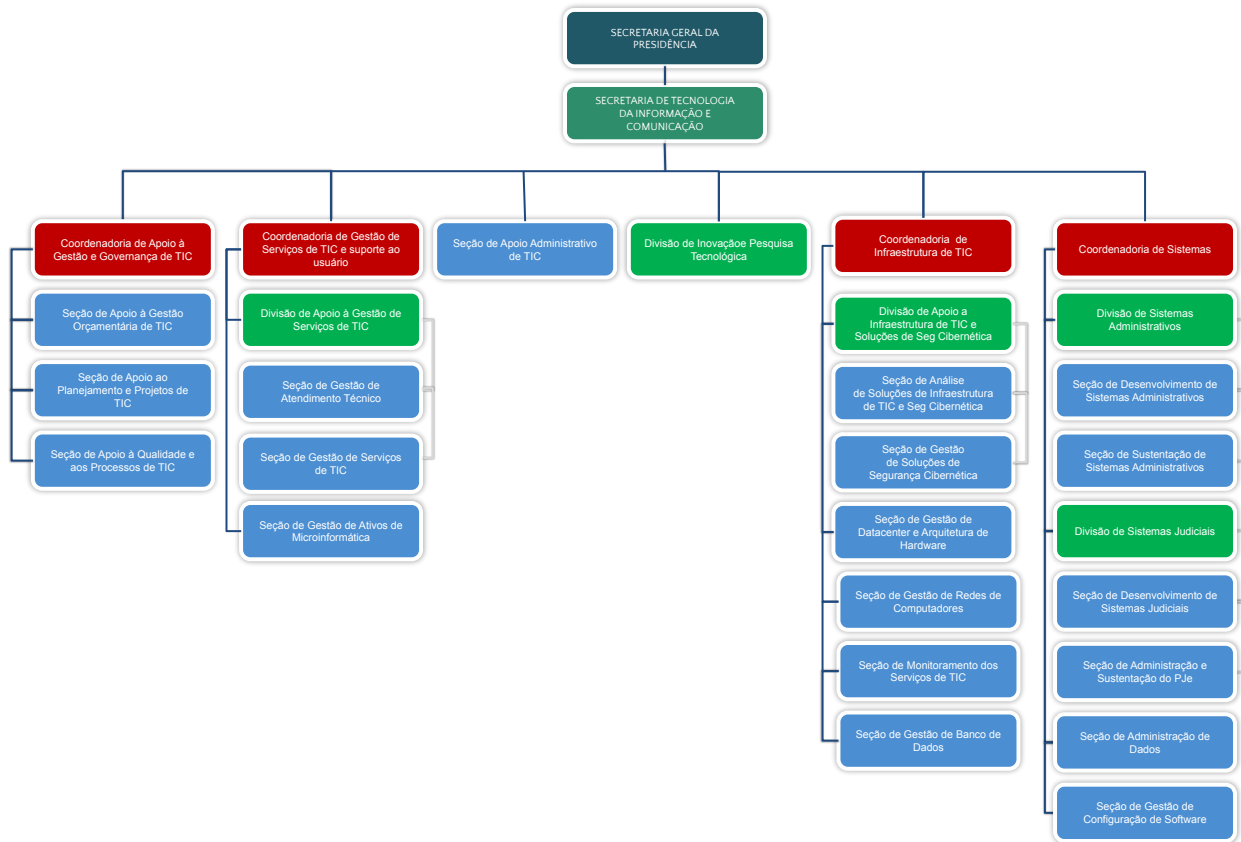 SECRETARIA GERAL DA
PRESIDÊNCIA
SECRETARIA DE TECNOLOGIA
DA INFORMAÇÃO E
COMUNICAÇÃO
Coordenadoria de Apoio à
Gestão e Governança de TIC
Seção de Apoio à Gestão
Orçamentária de TIC
Seção de Apoio ao
Planejamento e Projetos de
TIC
Seção de Apoio à Qualidade e
aos Processos de TIC
Coordenadoria de Gestão de
Serviços de TIC e suporte ao
usuário
Divisão de Apoio à Gestão de
Serviços de TIC
Seção de Gestão de
Atendimento Técnico
Seção de Gestão de Serviços
de TIC
Seção de Gestão de Ativos de
Microinformática
Seção de Apoio Administrativo
de TIC
Divisão de Inovaçãoe Pesquisa
Tecnológica
Coordenadoria de
Infraestrutura de TIC
Divisão de Apoio a
Infraestrutura de TIC e
Soluções de Seg Cibernética
Seção de Análise
de Soluções de Infraestrutura
de TIC e Seg Cibernética
Seção de Gestão
de Soluções de
Segurança Cibernética
Seção de Gestão de
Datacenter e Arquitetura de
Hardware
Seção de Gestão de Redes de
Computadores
Seção de Monitoramento dos
Serviços de TIC
Seção de Gestão de Banco de
Dados
Coordenadoria de Sistemas
Divisão de Sistemas
Administrativos
Seção de Desenvolvimento de
Sistemas Administrativos
Seção de Sustentação de
Sistemas Administrativos
Divisão de Sistemas Judiciais
Seção de Desenvolvimento de
Sistemas Judiciais
Seção de Administração e
Sustentação do PJe
Seção de Administração de
Dados
Seção de Gestão de
Configuração de Software